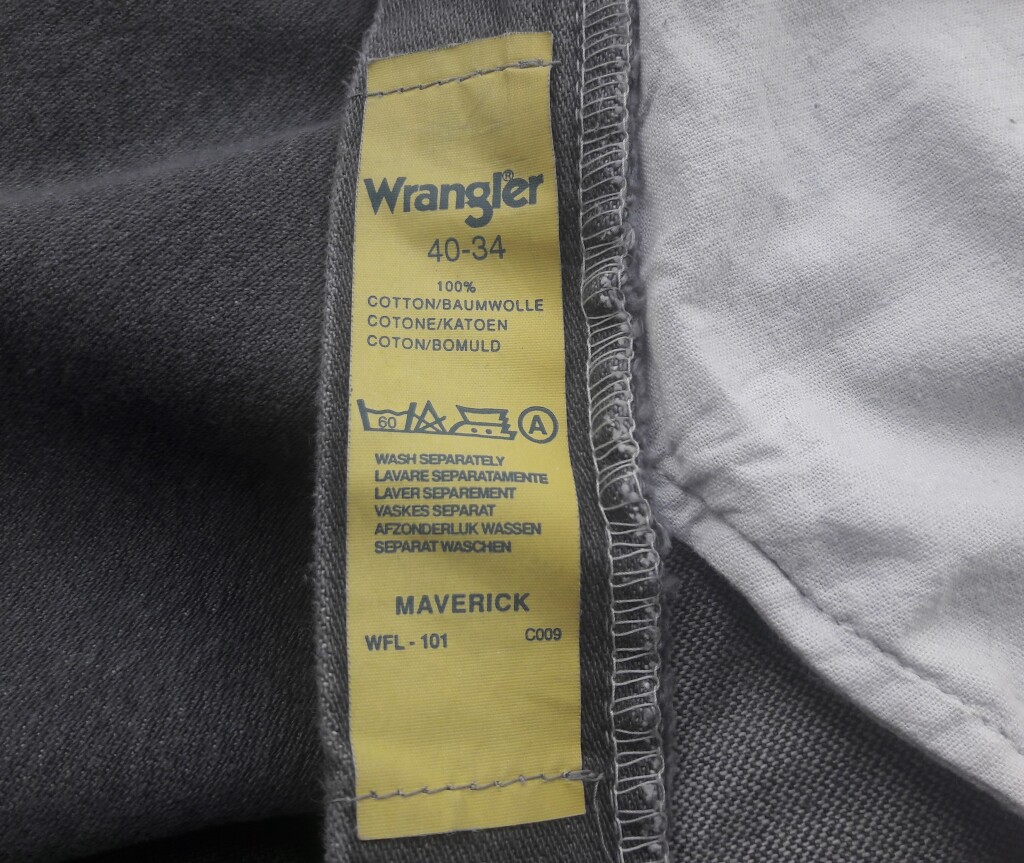 Wrangler®
40-34
100%
COTTON/BAUMWOLLE
COTONE/KATOEN
COTON/BOMULD
60 A
WASH SEPARATELY
LAVARE SEPARATAMENTE
LAVER SEPAREMENT
VASKES SEPARAT
AFZONDERLIJK WASSEN
SEPARAT WASCHEN
MAVERICK
WFL - 101 C009